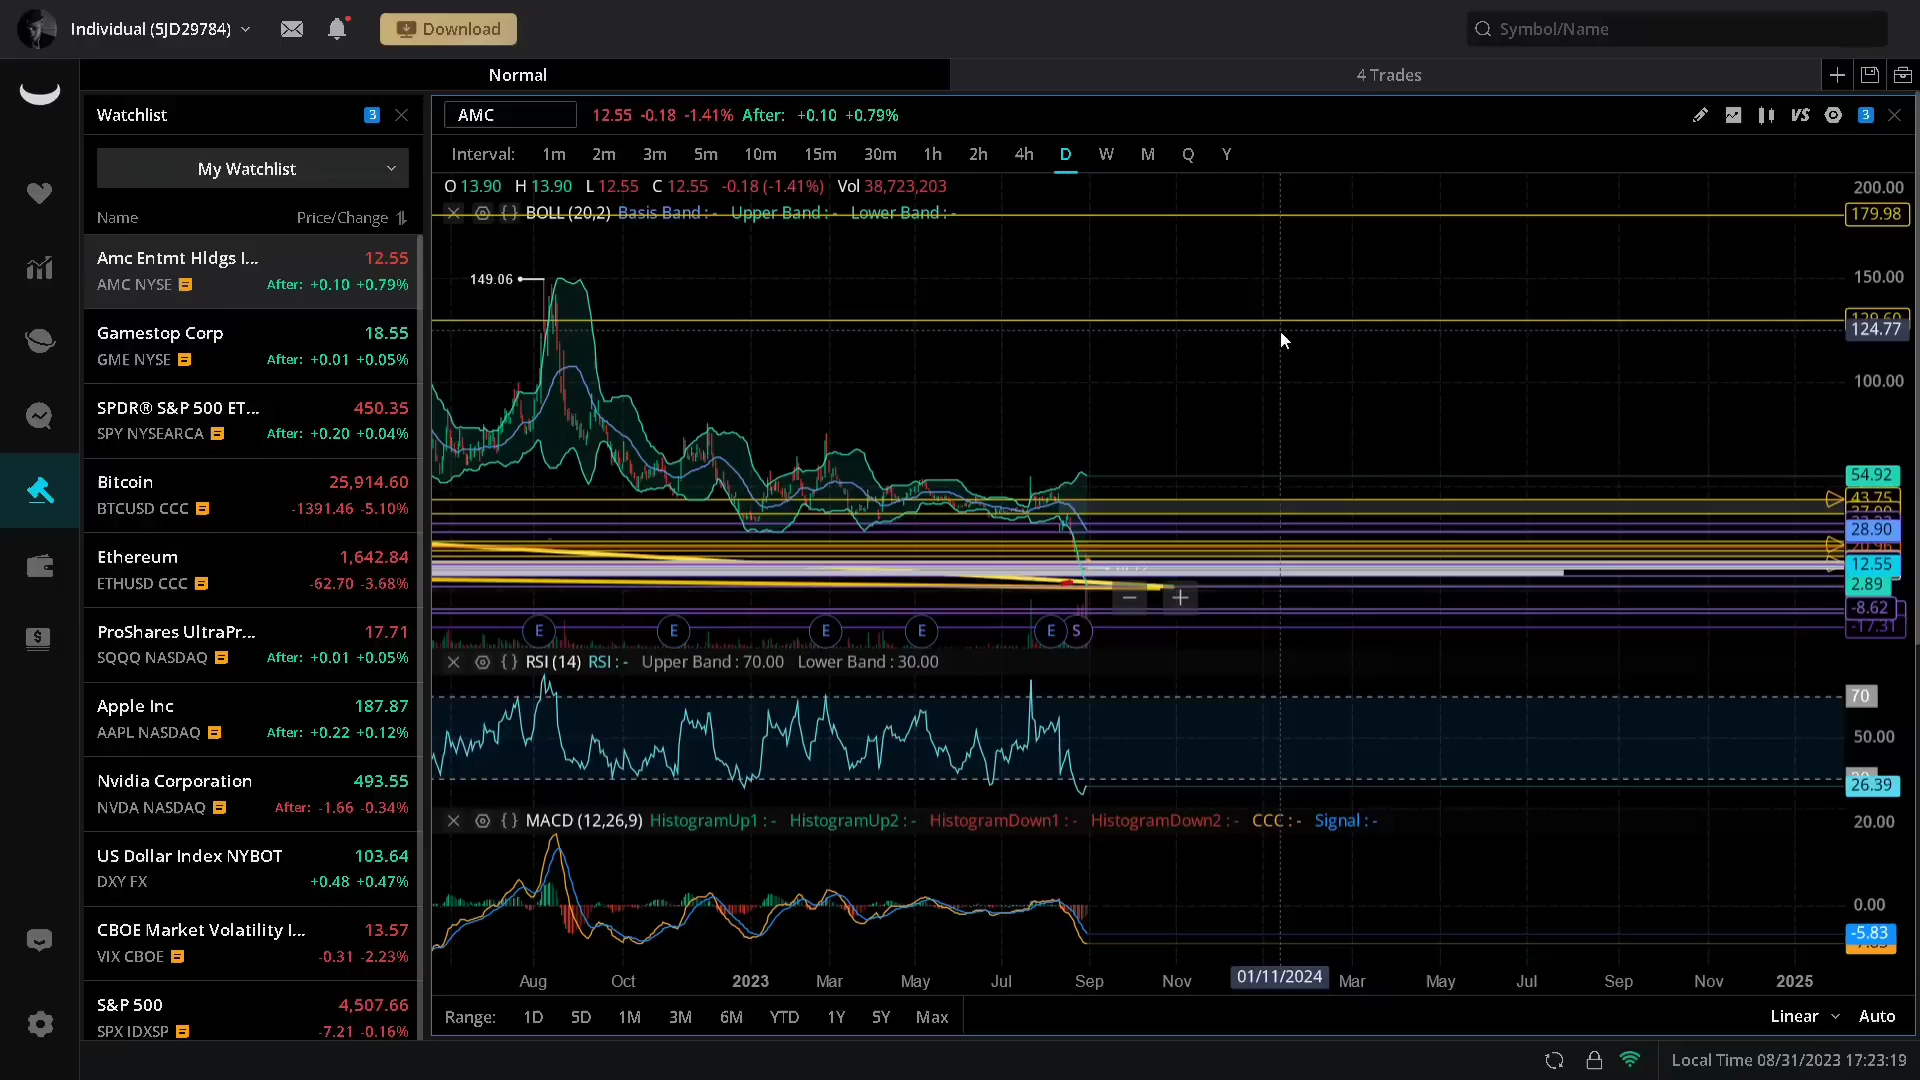 Individual (5JD29784)
Download
Symbol/Name
Normal
4 Trades
Watchlist
3
My Watchlist
Name Price/Change
Amc Entmt Hldgs I... 12.55
AMC NYSE After: +0.10 +0.79%
Gamestop Corp 18.55
GME NYSE After: +0.01 +0.05%
SPDR® S&P 500 ET... 450.35
SPY NYSEARCA After: +0.20 +0.04%
Bitcoin 25,914.60
BTCUSD CCC -1391.46 -5.10%
Ethereum 1,642.84
ETHUSD CCC -62.70 -3.68%
ProShares UltraPr... 17.71
SQQQ NASDAQ After: +0.01 +0.05%
Apple Inc 187.87
AAPL NASDAQ After: +0.22 +0.12%
Nvidia Corporation 493.55
NVDA NASDAQ After: -1.66 -0.34%
US Dollar Index NYBOT 103.64
DXY FX +0.48 +0.47%
CBOE Market Volatility I... 13.57
VIX CBOE -0.31 -2.23%
S&P 500 4,507.66
SPX IDXSP -7.21 -0.16%
AMC 12.55 -0.18 -1.41% After: +0.10 +0.79%
VS 3
Interval: 1m 2m 3m 5m 10m 15m 30m 1h 2h 4h D W M Q Y
O 13.90 H 13.90 L 12.55 C 12.55 -0.18 (-1.41%) Vol 38,723,203
BOLL (20,2) Basis Band : - Upper Band : - Lower Band : -
200.00
179.98
149.06
150.00
124.77
100.00
54.92
43.75
28.90
12.55
2.89
-8.62
-17.31
E E E E E S
RSI (14) RSI : - Upper Band : 70.00 Lower Band : 30.00
70
50.00
26.39
MACD (12,26,9) HistogramUp1 : - HistogramUp2 : - HistogramDown1 : - HistogramDown2 : - CCC : - Signal : -
20.00
0.00
-5.83
Aug Oct 2023 Mar May Jul Sep Nov 01/11/2024 Mar May Jul Sep Nov 2025
Range: 1D 5D 1M 3M 6M YTD 1Y 5Y Max
Linear Auto
Local Time 08/31/2023 17:23:19